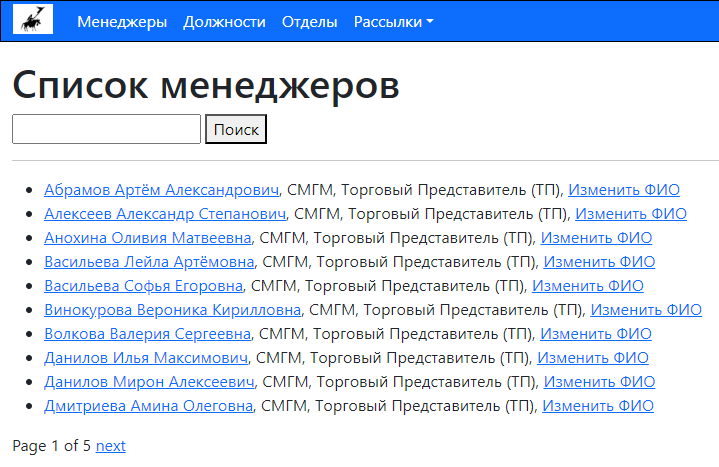 Менеджеры Должности Отделы Рассылки
Список менеджеров
Поиск
Абрамов Артём Александрович, СМГМ, Торговый Представитель (ТП), Изменить ФИО
Алексеев Александр Степанович, СМГМ, Торговый Представитель (ТП), Изменить ФИО
Анохина Оливия Матвеевна, СМГМ, Торговый Представитель (ТП), Изменить ФИО
Васильева Лейла Артёмовна, СМГМ, Торговый Представитель (ТП), Изменить ФИО
Васильева Софья Егоровна, СМГМ, Торговый Представитель (ТП), Изменить ФИО
Винокурова Вероника Кирилловна, СМГМ, Торговый Представитель (ТП), Изменить ФИО
Волкова Валерия Сергеевна, СМГМ, Торговый Представитель (ТП), Изменить ФИО
Данилов Илья Максимович, СМГМ, Торговый Представитель (ТП), Изменить ФИО
Данилов Мирон Алексеевич, СМГМ, Торговый Представитель (ТП), Изменить ФИО
Дмитриева Амина Олеговна, СМГМ, Торговый Представитель (ТП), Изменить ФИО
Page 1 of 5 next